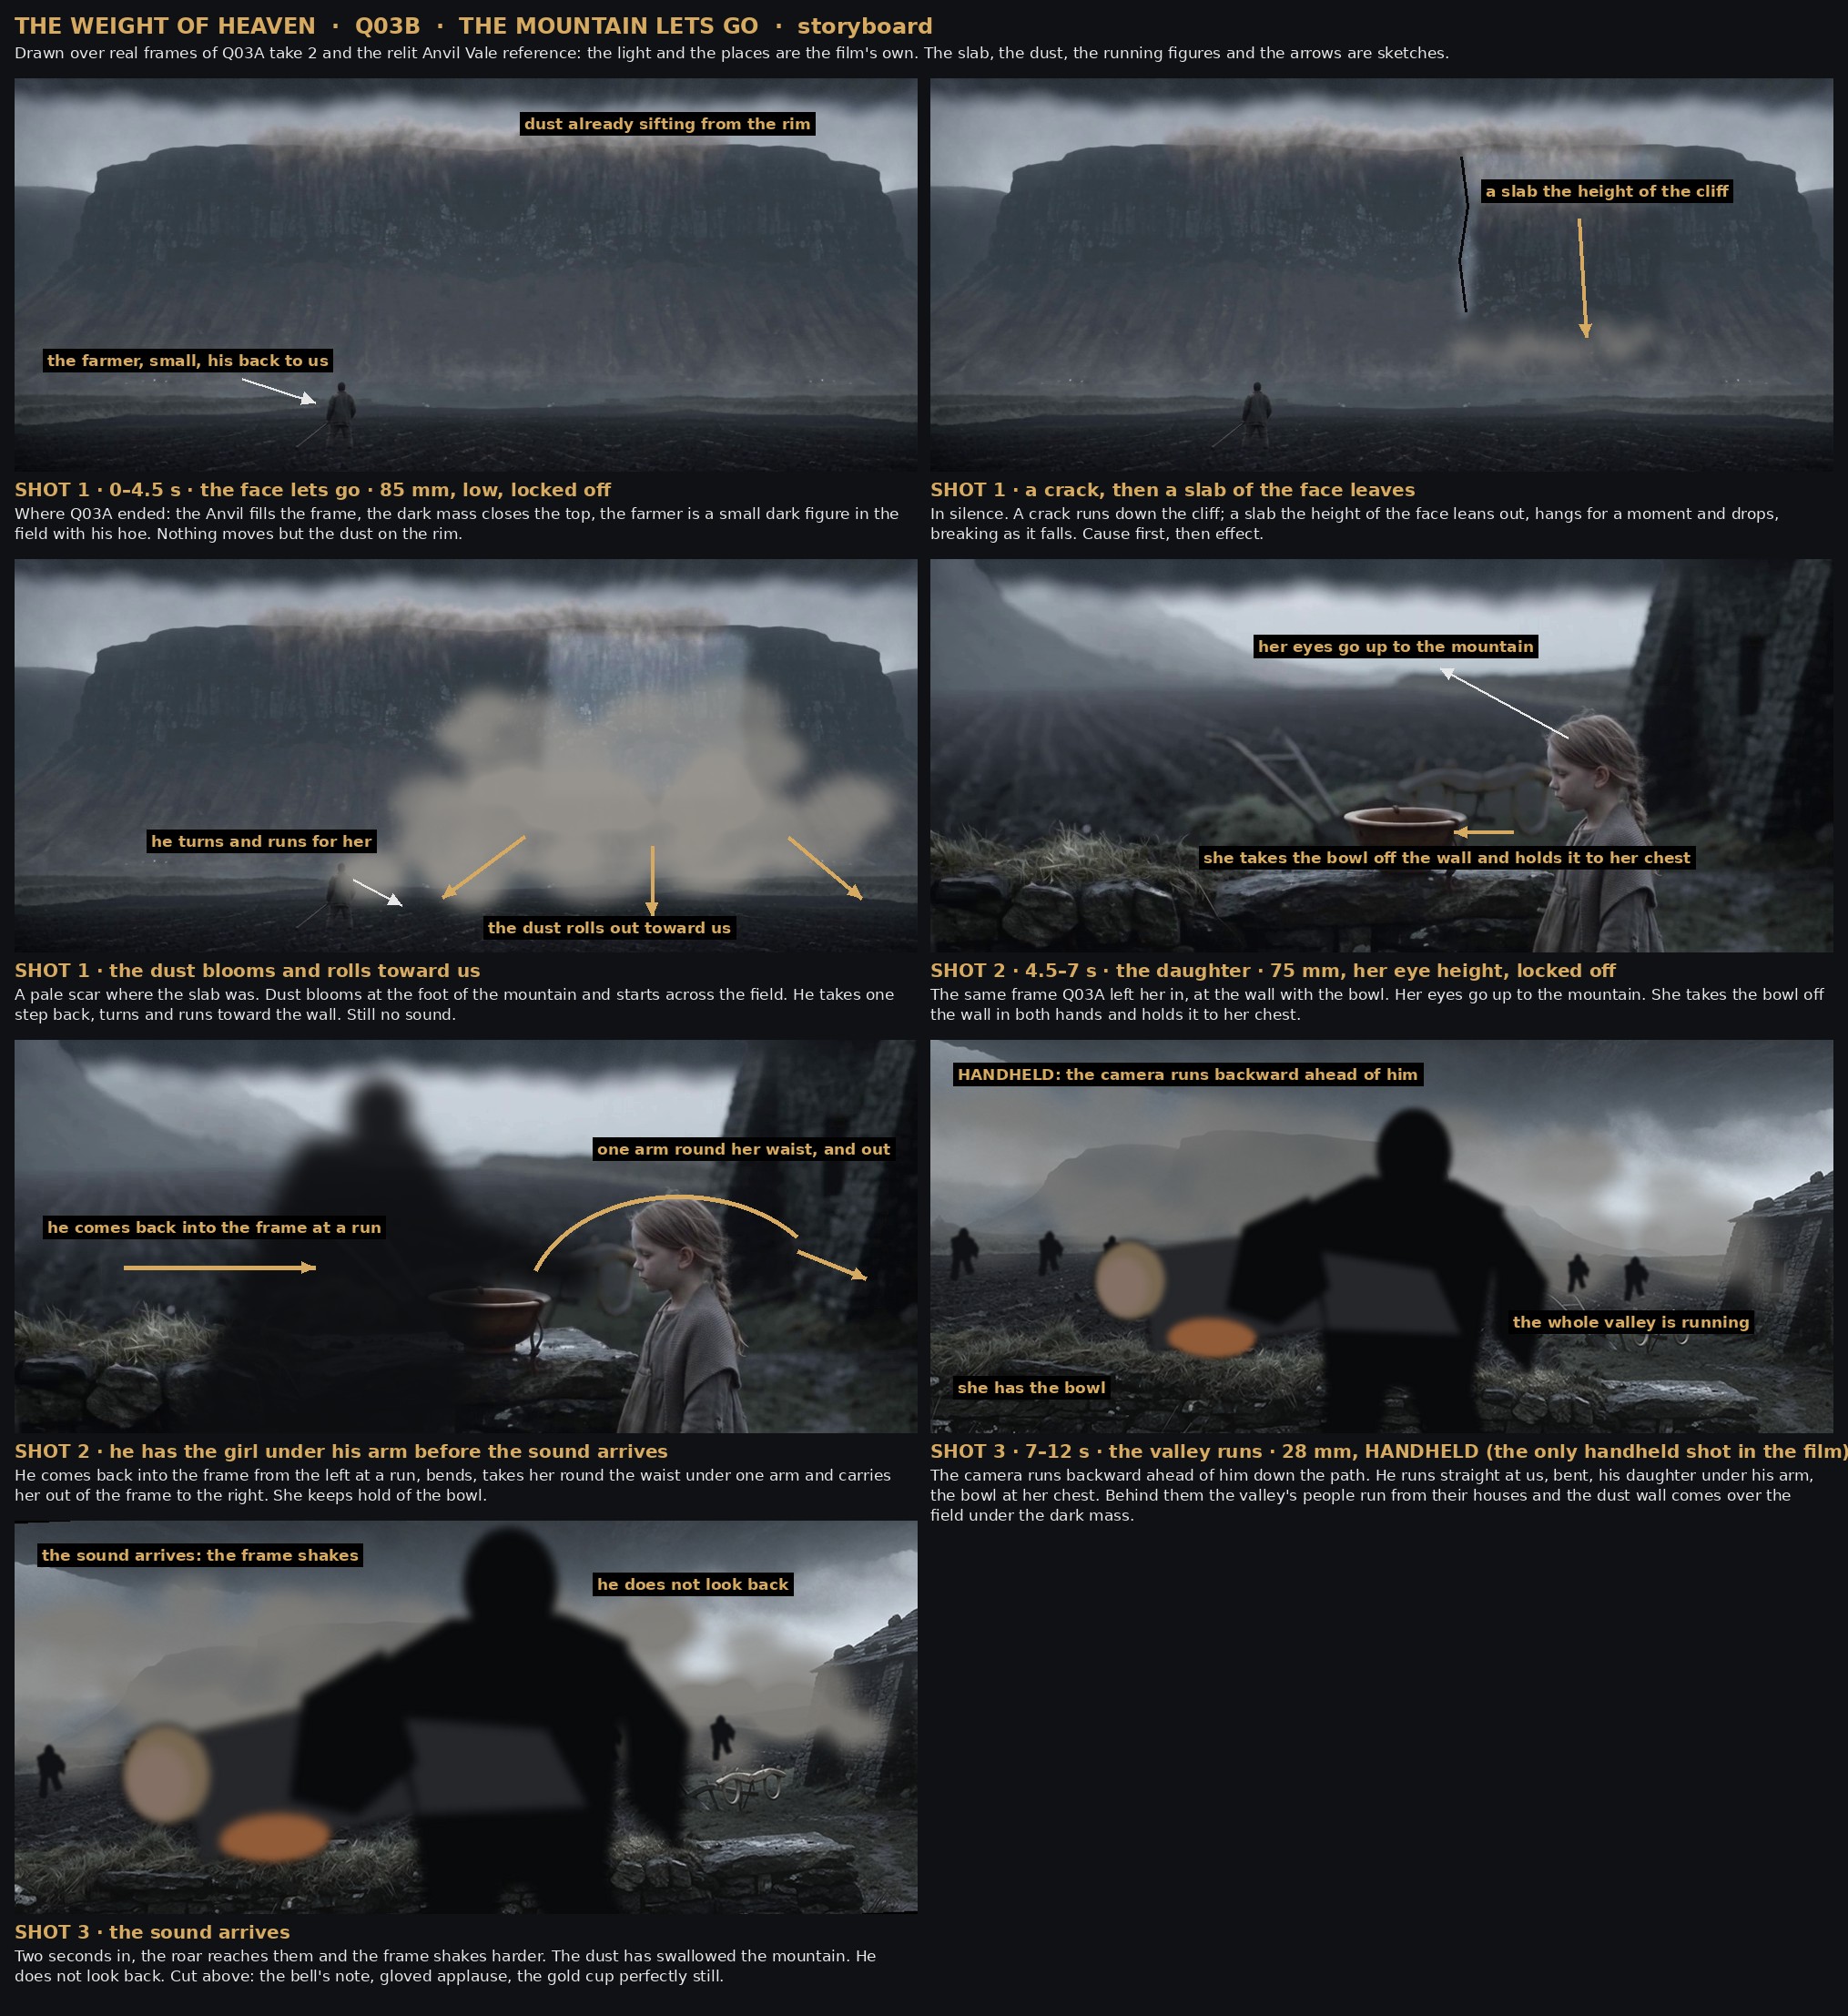 THE WEIGHT OF HEAVEN · Q03B · THE MOUNTAIN LETS GO · storyboard
Drawn over real frames of Q03A take 2 and the relit Anvil Vale reference: the light and the places are the film's own. The slab, the dust, the running figures and the arrows are sketches.
dust already sifting from the rim
the farmer, small, his back to us
SHOT 1 · 0–4.5 s · the face lets go · 85 mm, low, locked off
Where Q03A ended: the Anvil fills the frame, the dark mass closes the top, the farmer is a small dark figure in the
field with his hoe. Nothing moves but the dust on the rim.
a slab the height of the cliff
SHOT 1 · a crack, then a slab of the face leaves
In silence. A crack runs down the cliff; a slab the height of the face leans out, hangs for a moment and drops,
breaking as it falls. Cause first, then effect.
he turns and runs for her
the dust rolls out toward us
SHOT 1 · the dust blooms and rolls toward us
A pale scar where the slab was. Dust blooms at the foot of the mountain and starts across the field. He takes one
step back, turns and runs toward the wall. Still no sound.
her eyes go up to the mountain
she takes the bowl off the wall and holds it to her chest
SHOT 2 · 4.5–7 s · the daughter · 75 mm, her eye height, locked off
The same frame Q03A left her in, at the wall with the bowl. Her eyes go up to the mountain. She takes the bowl off
the wall in both hands and holds it to her chest.
one arm round her waist, and out
he comes back into the frame at a run
SHOT 2 · he has the girl under his arm before the sound arrives
He comes back into the frame from the left at a run, bends, takes her round the waist under one arm and carries
her out of the frame to the right. She keeps hold of the bowl.
HANDHELD: the camera runs backward ahead of him
the whole valley is running
she has the bowl
SHOT 3 · 7–12 s · the valley runs · 28 mm, HANDHELD (the only handheld shot in the film)
The camera runs backward ahead of him down the path. He runs straight at us, bent, his daughter under his arm,
the bowl at her chest. Behind them the valley's people run from their houses and the dust wall comes over the
field under the dark mass.
the sound arrives: the frame shakes
he does not look back
SHOT 3 · the sound arrives
Two seconds in, the roar reaches them and the frame shakes harder. The dust has swallowed the mountain. He
does not look back. Cut above: the bell's note, gloved applause, the gold cup perfectly still.